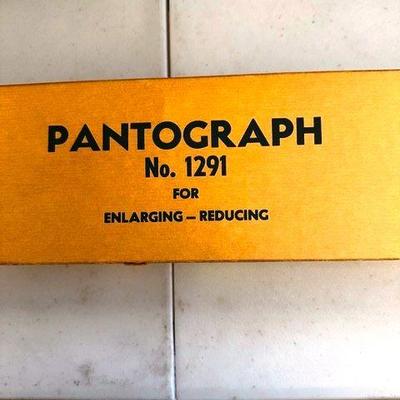 PANTOGRAPH
No. 1291
FOR
ENLARGING – REDUCING